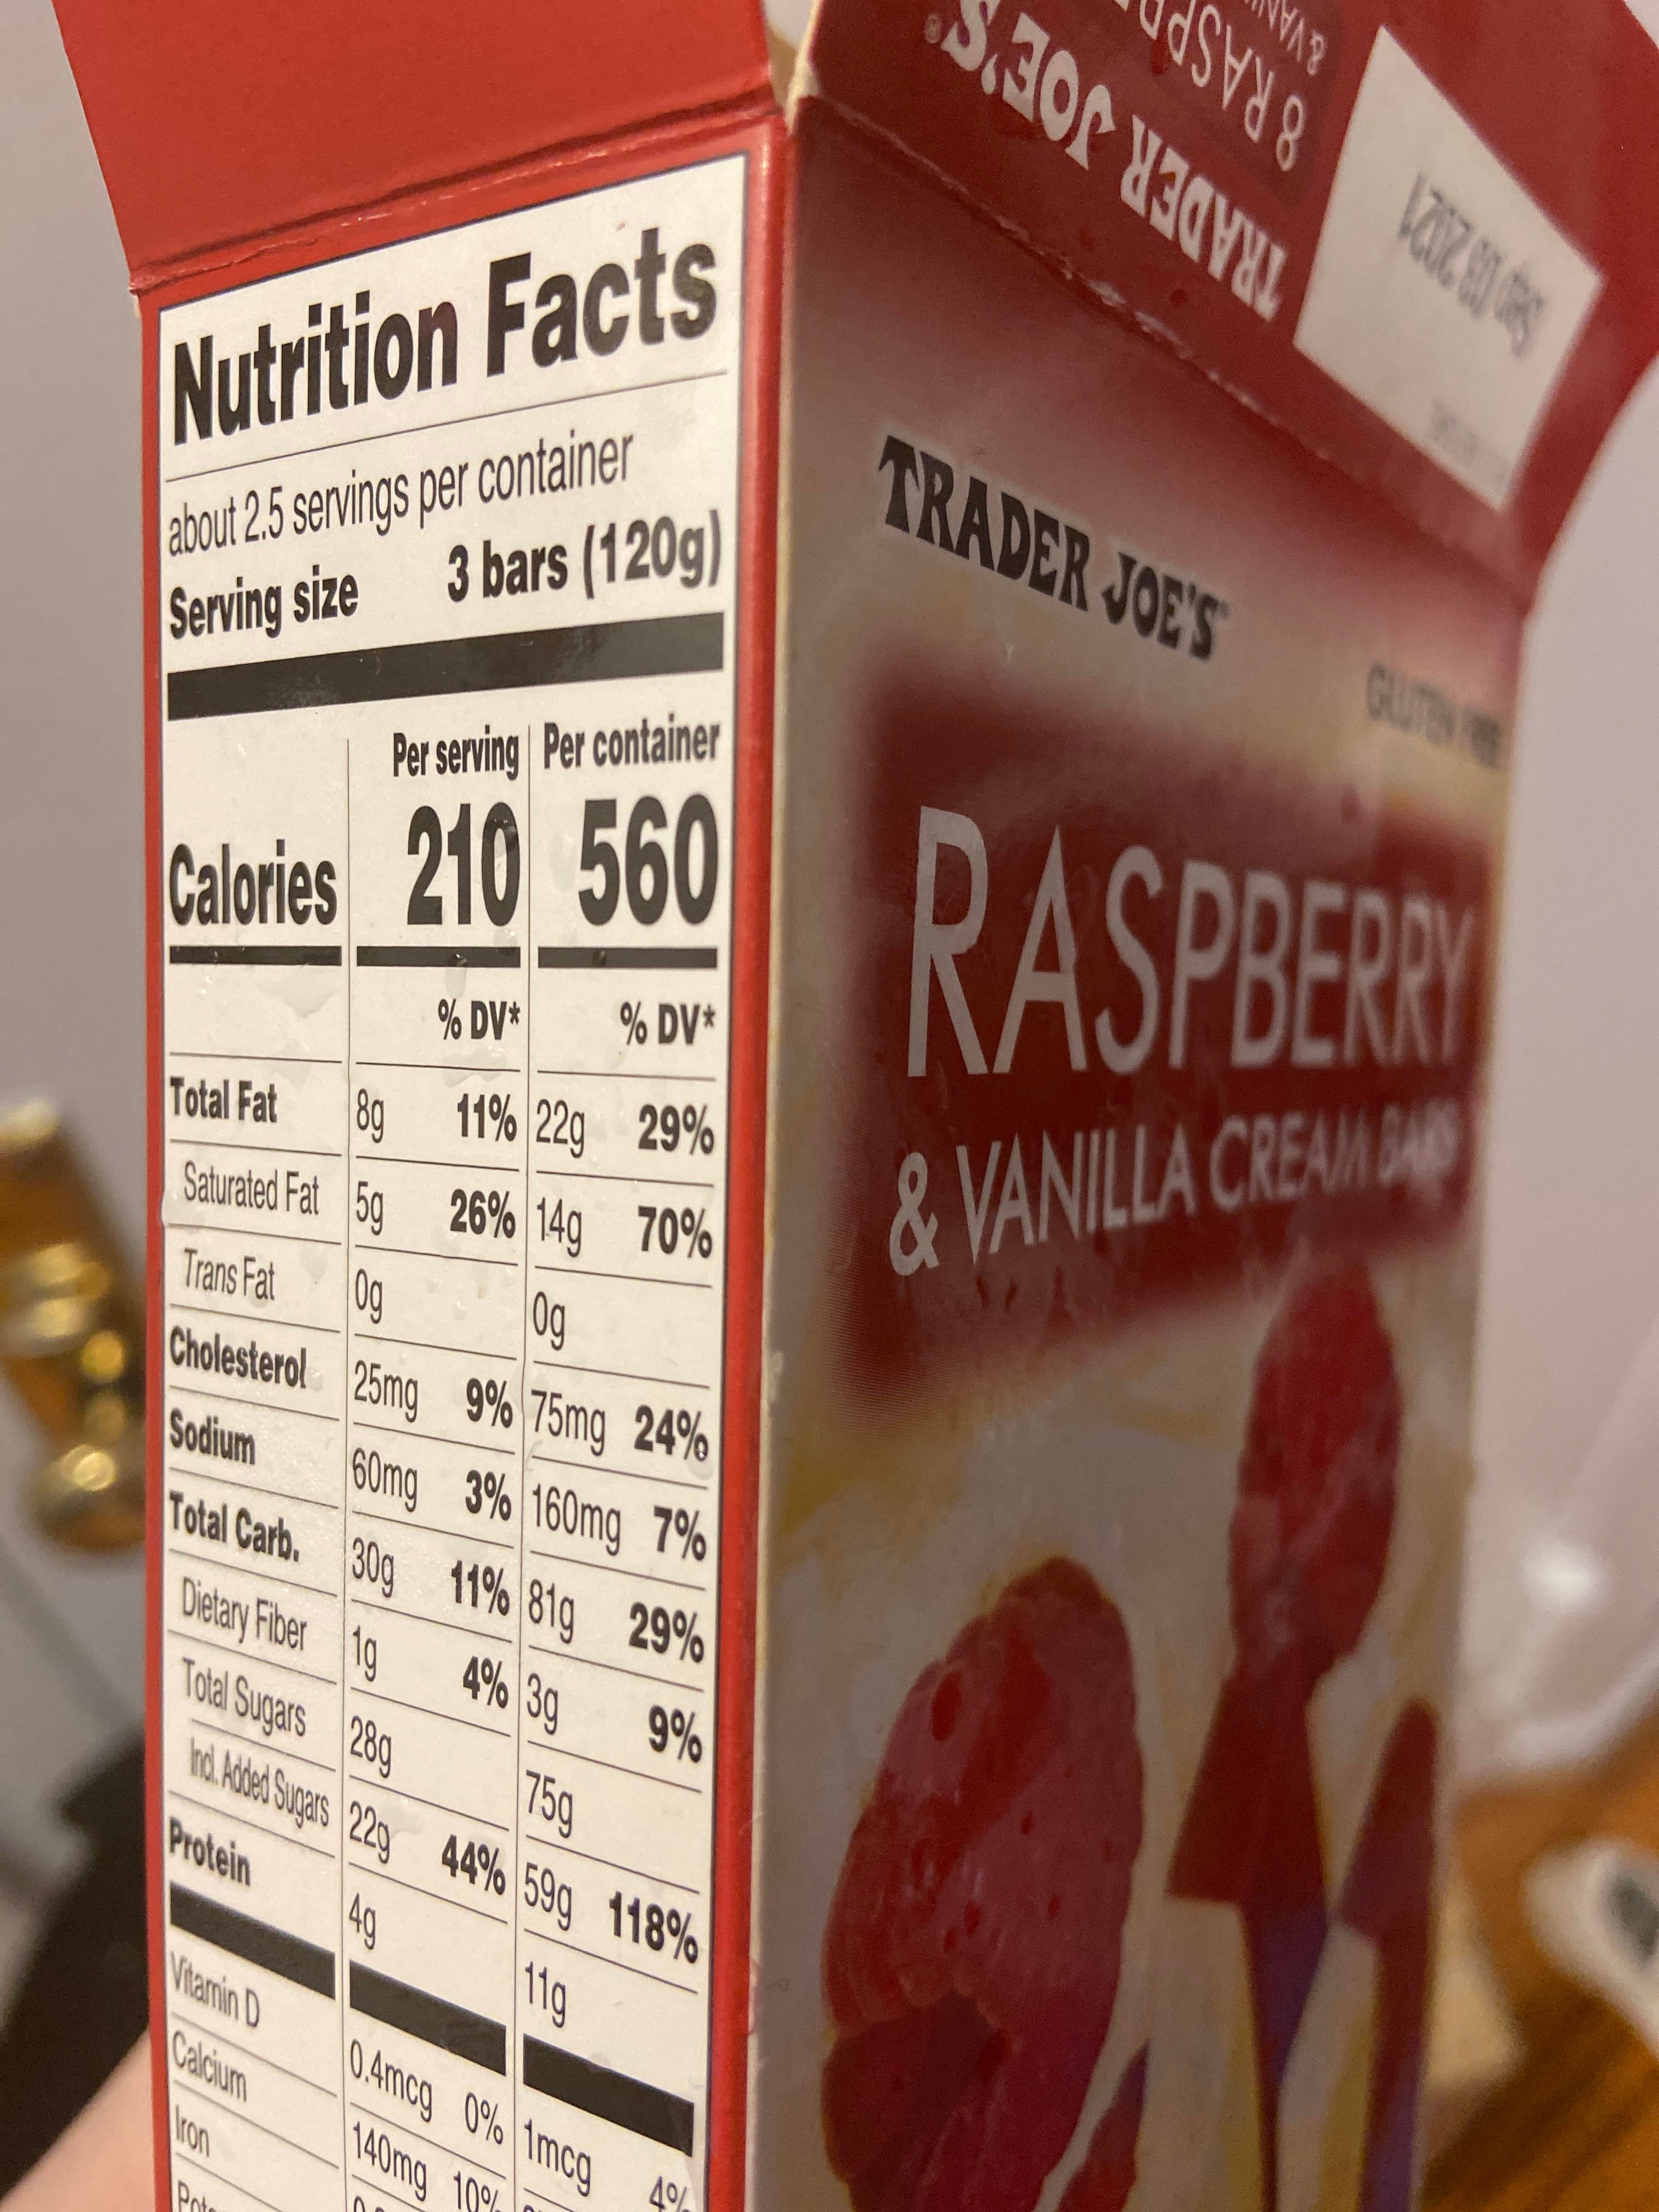 Nutrition Facts
about 2.5 servings per container
Serving size 3 bars (120g)
Per serving Per container
Calories 210 560
% DV* % DV*
Total Fat 8g 11% 22g 29%
Saturated Fat 5g 26% 14g 70%
Trans Fat 0g 0g
Cholesterol 25mg 9% 75mg 24%
Sodium 60mg 3% 160mg 7%
Total Carb. 30g 11% 81g 29%
Dietary Fiber 1g 4% 3g 9%
Total Sugars 28g 75g
Incl. Added Sugars 22g 44% 59g 118%
Protein 4g 11g
Vitamin D 0.4mcg 0% 1mcg 4%
Calcium 140mg 10%
Iron
TRADER JOE'S®
8
& 
Sep 03 2021
TRADER JOE'S
GLUTEN FREE
RASPBERRY
& VANILLA CREAM BARS